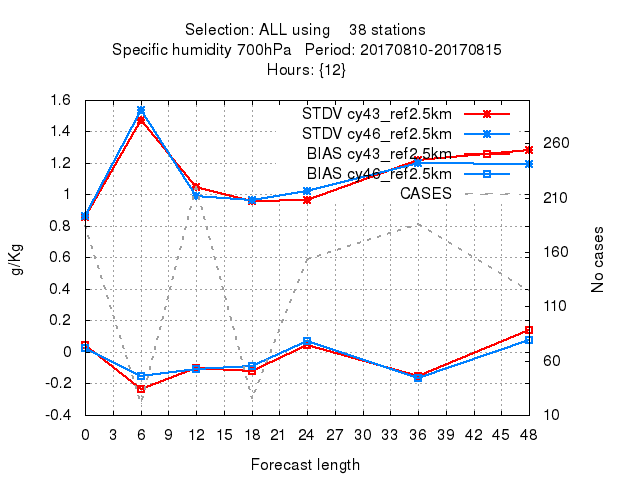 Selection: ALL using 38 stations
Specific humidity 700hPa Period: 20170810-20170815
Hours: {12}
STDV cy43_ref2.5km
STDV cy46_ref2.5km
BIAS cy43_ref2.5km
BIAS cy46_ref2.5km
CASES
1.6
1.4
1.2
1
0.8
0.6
0.4
0.2
0
-0.2
-0.4
g/Kg
260
210
160
110
60
10
No cases
0 3 6 9 12 15 18 21 24 27 30 33 36 39 42 45 48
Forecast length